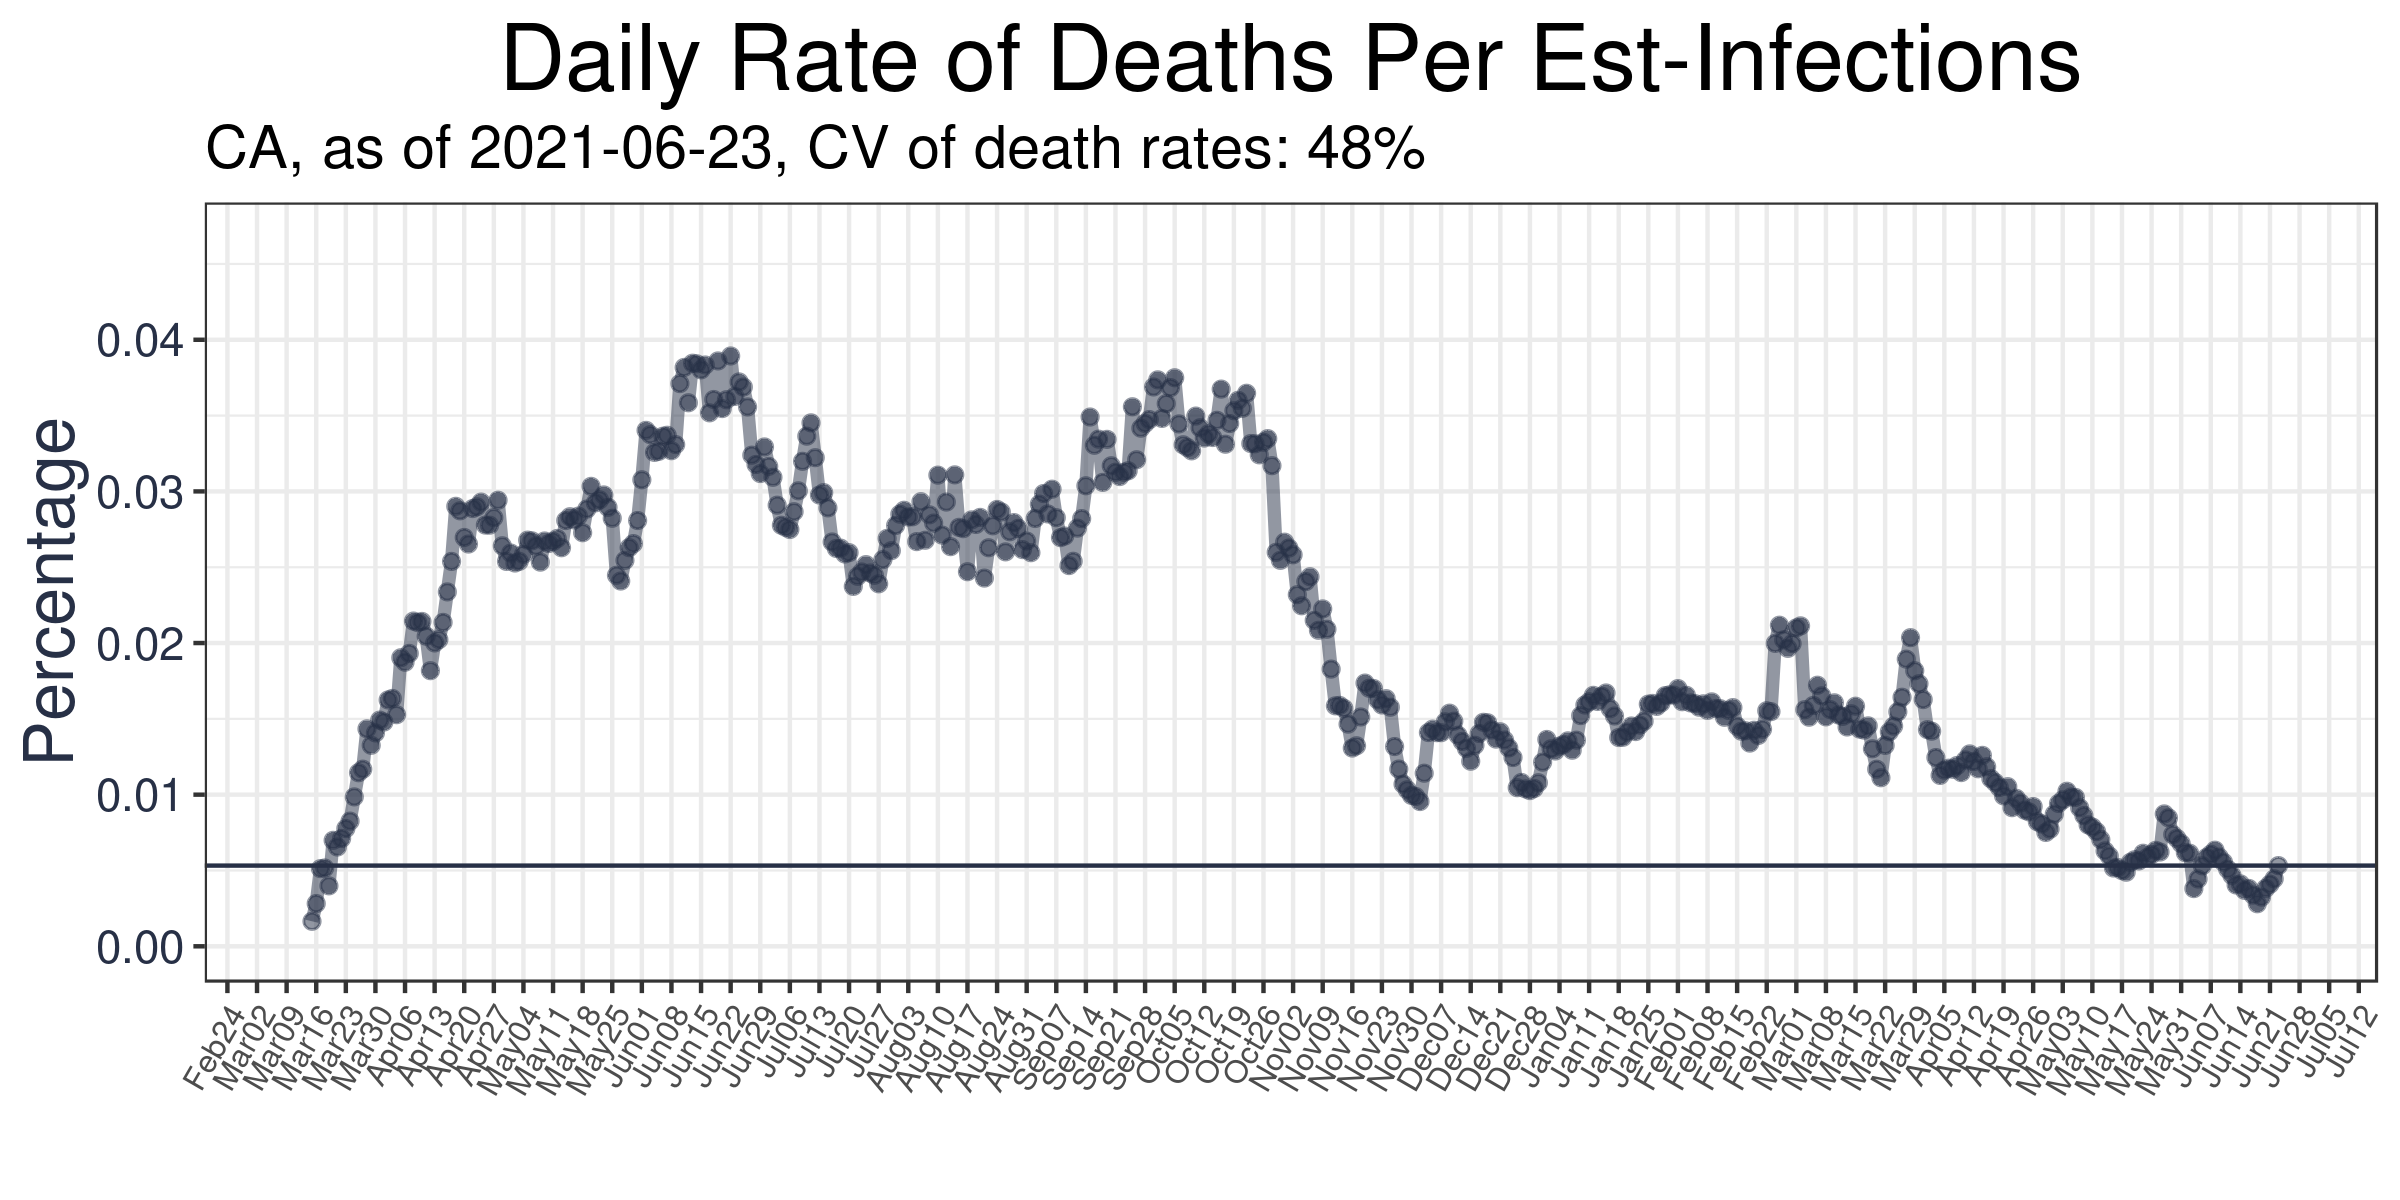 Daily Rate of Deaths Per Est-Infections
CA, as of 2021-06-23, CV of death rates: 48%
Percentage
0.04
0.03
0.02
0.01
0.00
Feb24 Mar02 Mar09 Mar16 Mar23 Mar30 Apr06 Apr13 Apr20 Apr27 May04 May11 May18 May25 Jun01 Jun08 Jun15 Jun22 Jun29 Jul06 Jul13 Jul20 Jul27 Aug03 Aug10 Aug17 Aug24 Aug31 Sep07 Sep14 Sep21 Sep28 Oct05 Oct12 Oct19 Oct26 Nov02 Nov09 Nov16 Nov23 Nov30 Dec07 Dec14 Dec21 Dec28 Jan04 Jan11 Jan18 Jan25 Feb01 Feb08 Feb15 Feb22 Mar01 Mar08 Mar15 Mar22 Mar29 Apr05 Apr12 Apr19 Apr26 May03 May10 May17 May24 May31 Jun07 Jun14 Jun21 Jun28 Jul05 Jul12